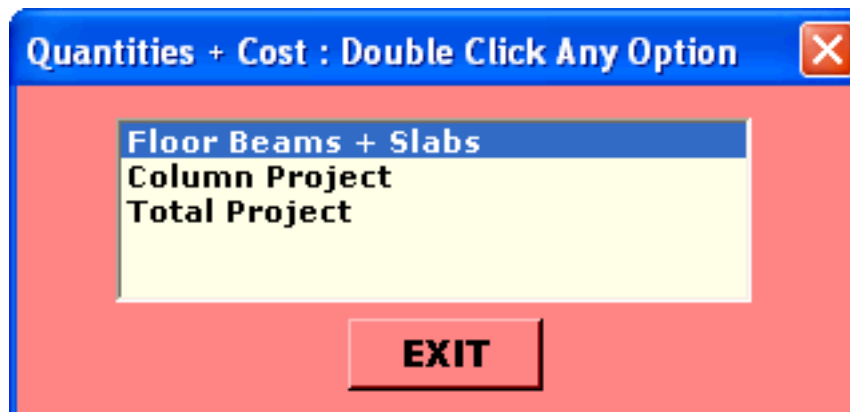 Quantities + Cost : Double Click Any Option
Floor Beams + Slabs
Column Project
Total Project
EXIT